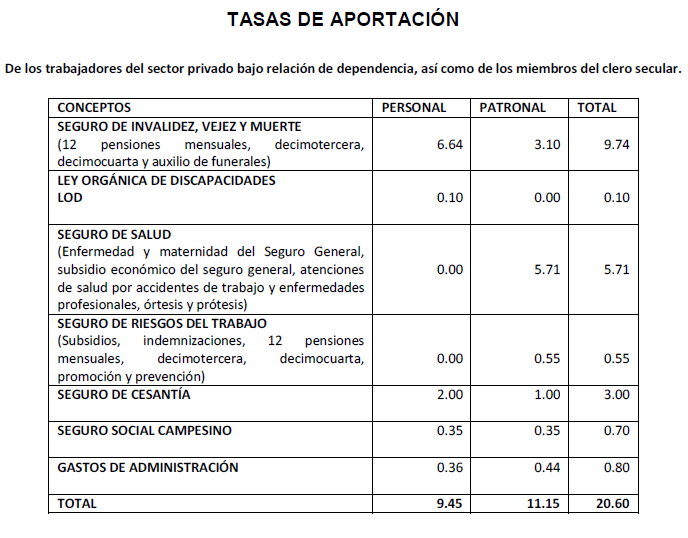 TASAS DE APORTACIÓN
De los trabajadores del sector privado bajo relación de dependencia, así como de los miembros del clero secular.
CONCEPTOS PERSONAL PATRONAL TOTAL
SEGURO DE INVALIDEZ, VEJEZ Y MUERTE
(12 pensiones mensuales, decimotercera, 6.64 3.10 9.74
decimocuarta y auxilio de funerales)
LEY ORGÁNICA DE DISCAPACIDADES
LOD 0.10 0.00 0.10
SEGURO DE SALUD
(Enfermedad y maternidad del Seguro General,
subsidio económico del seguro general, atenciones 0.00 5.71 5.71
de salud por accidentes de trabajo y enfermedades
profesionales, órtesis y prótesis)
SEGURO DE RIESGOS DEL TRABAJO
(Subsidios, indemnizaciones, 12 pensiones
mensuales, decimotercera, decimocuarta, 0.00 0.55 0.55
promoción y prevención)
SEGURO DE CESANTÍA 2.00 1.00 3.00
SEGURO SOCIAL CAMPESINO 0.35 0.35 0.70
GASTOS DE ADMINISTRACIÓN 0.36 0.44 0.80
TOTAL 9.45 11.15 20.60